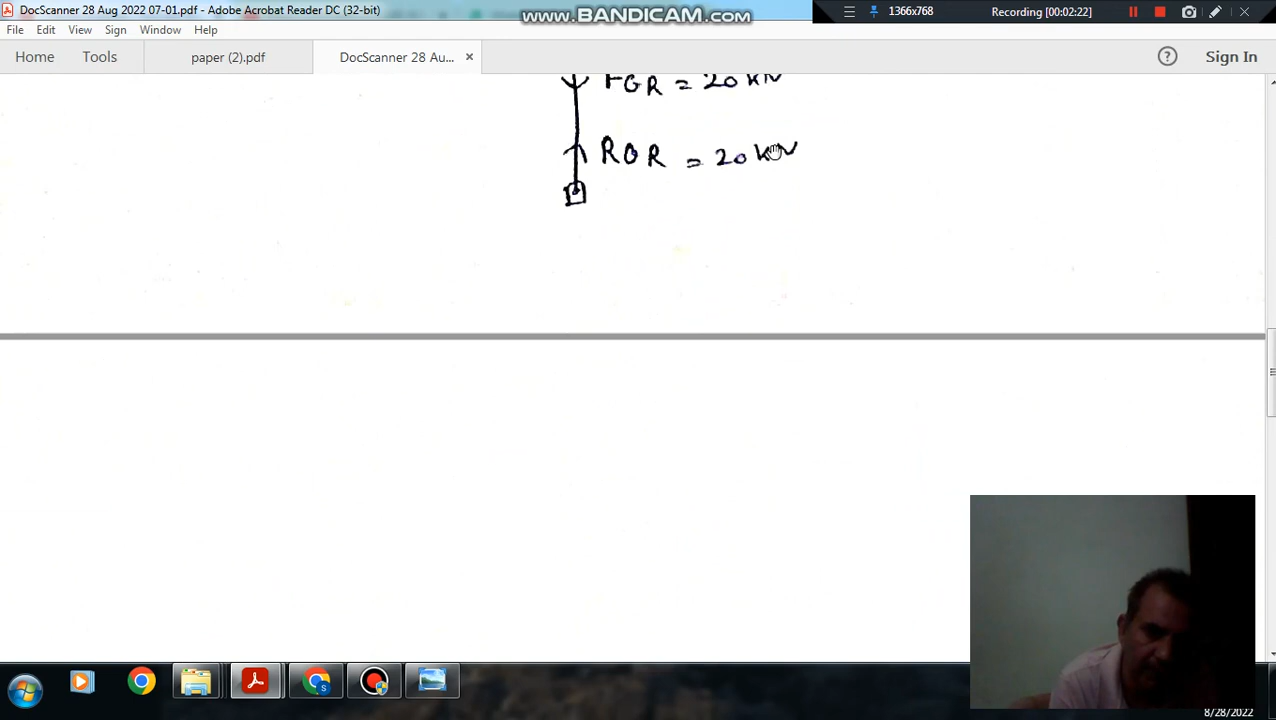 DocScanner 28 Aug 2022 07-01.pdf - Adobe Acrobat Reader DC (32-bit)
www.BANDICAM.com
1366x768
Recording [00:02:22]
File Edit View Sign Window Help
Home Tools
paper (2).pdf
DocScanner 28 Au... ×
? Sign In
FGR = 20 kN
ROR = 20 kN
8/28/2022